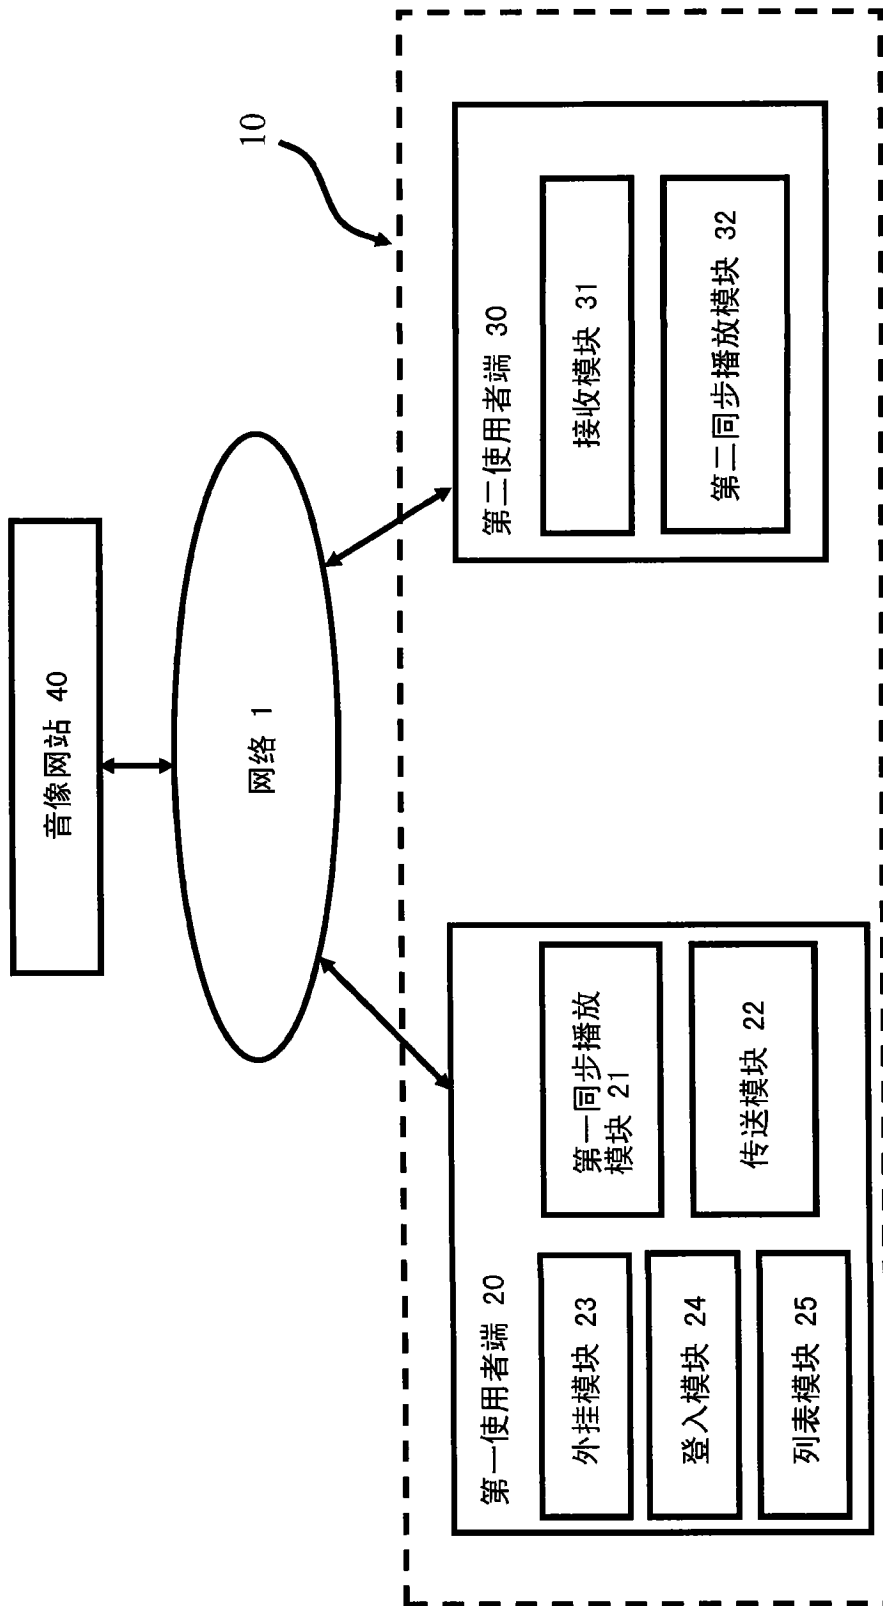 音像网站 40
网络 1
10
第一使用者端 20
外挂模块 23
登入模块 24
列表模块 25
第一同步播放
模块 21
传送模块 22
第二使用者端 30
接收模块 31
第二同步播放模块 32